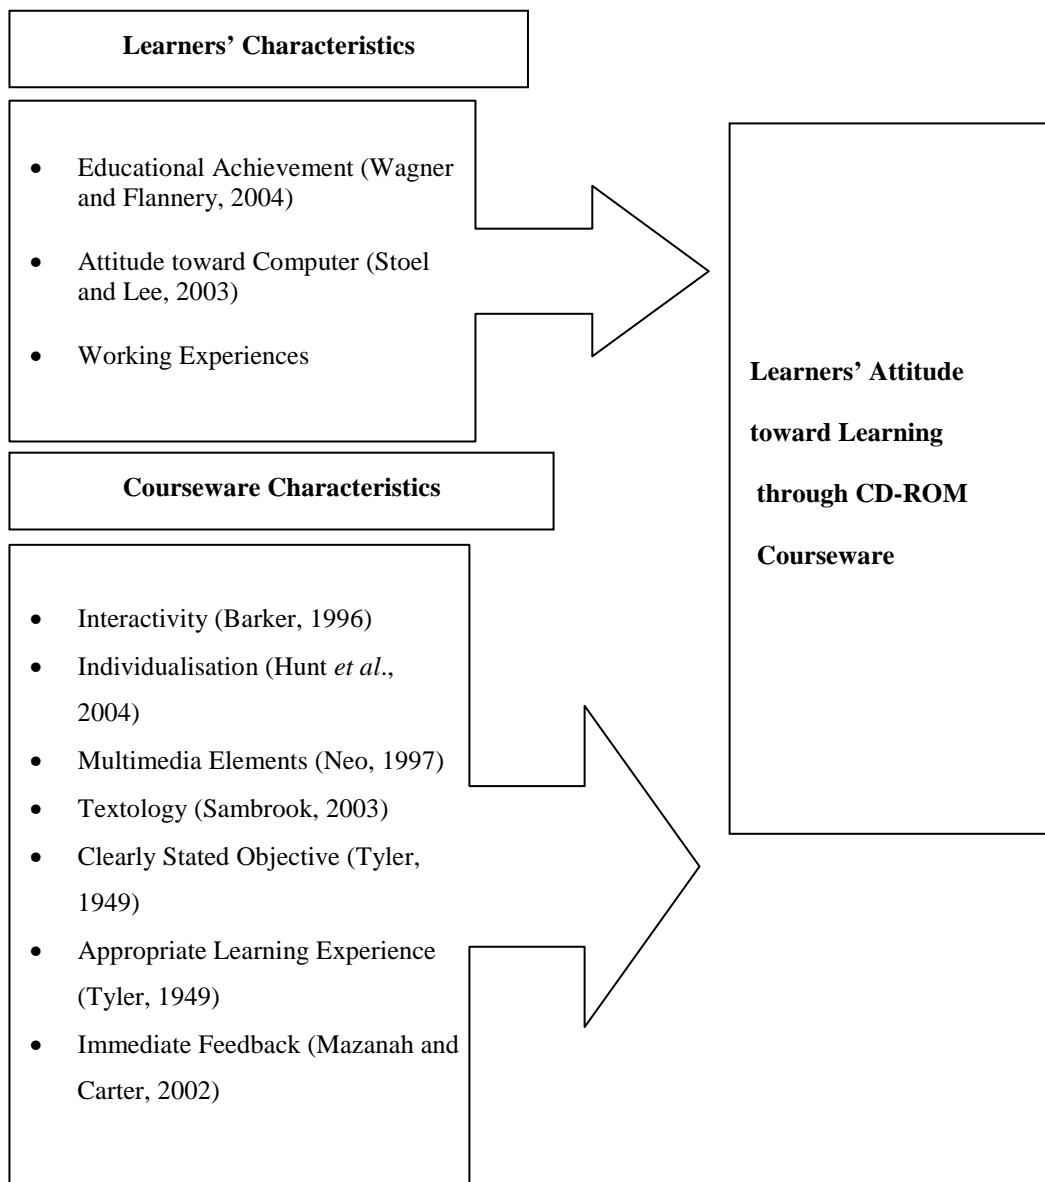 Learners’ Characteristics
• Educational Achievement (Wagner
and Flannery, 2004)
• Attitude toward Computer (Stoel
and Lee, 2003)
• Working Experiences
Courseware Characteristics
• Interactivity (Barker, 1996)
• Individualisation (Hunt et al.,
2004)
• Multimedia Elements (Neo, 1997)
• Textology (Sambrook, 2003)
• Clearly Stated Objective (Tyler,
1949)
• Appropriate Learning Experience
(Tyler, 1949)
• Immediate Feedback (Mazanah and
Carter, 2002)
Learners’ Attitude
toward Learning
through CD-ROM
Courseware